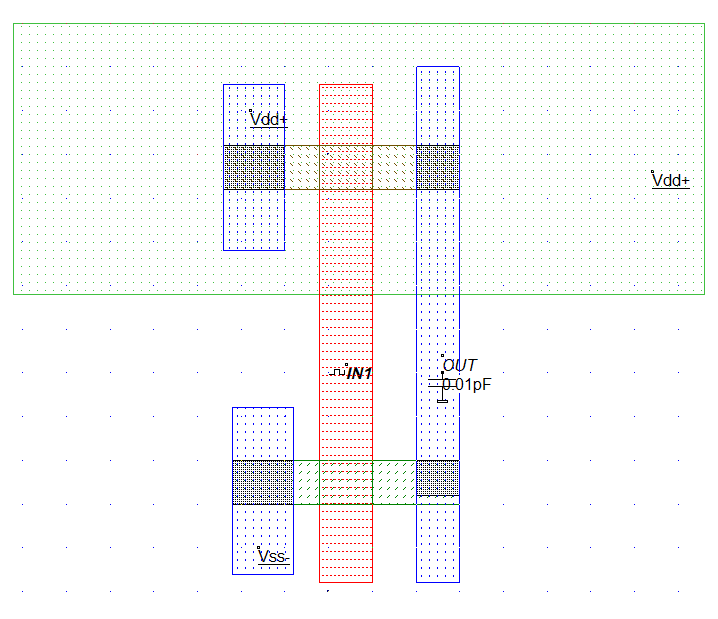 Vdd+
Vdd+
IN1
OUT
0.01pF
Vss-